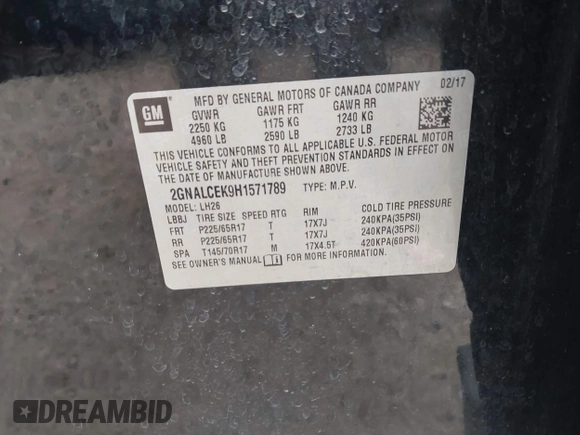 GM
MFD BY GENERAL MOTORS OF CANADA COMPANY 02/17
GVWR GAWR FRT GAWR RR
2250 KG 1175 KG 1240 KG
4960 LB 2590 LB 2733 LB
THIS VEHICLE CONFORMS TO ALL APPLICABLE U.S. FEDERAL MOTOR
VEHICLE SAFETY AND THEFT PREVENTION STANDARDS IN EFFECT ON
THE DATE OF MANUFACTURE SHOWN ABOVE.
2GNALCEK9H1571789 TYPE: M.P.V.
MODEL: LH26
LBBJ TIRE SIZE SPEED RTG RIM COLD TIRE PRESSURE
FRT P225/65R17 T 17X7J 240KPA(35PSI)
RR P225/65R17 T 17X7J 240KPA(35PSI)
SPA T145/70R17 M 17X4.5T 420KPA(60PSI)
SEE OWNER'S MANUAL FOR MORE INFORMATION
DREAMBID